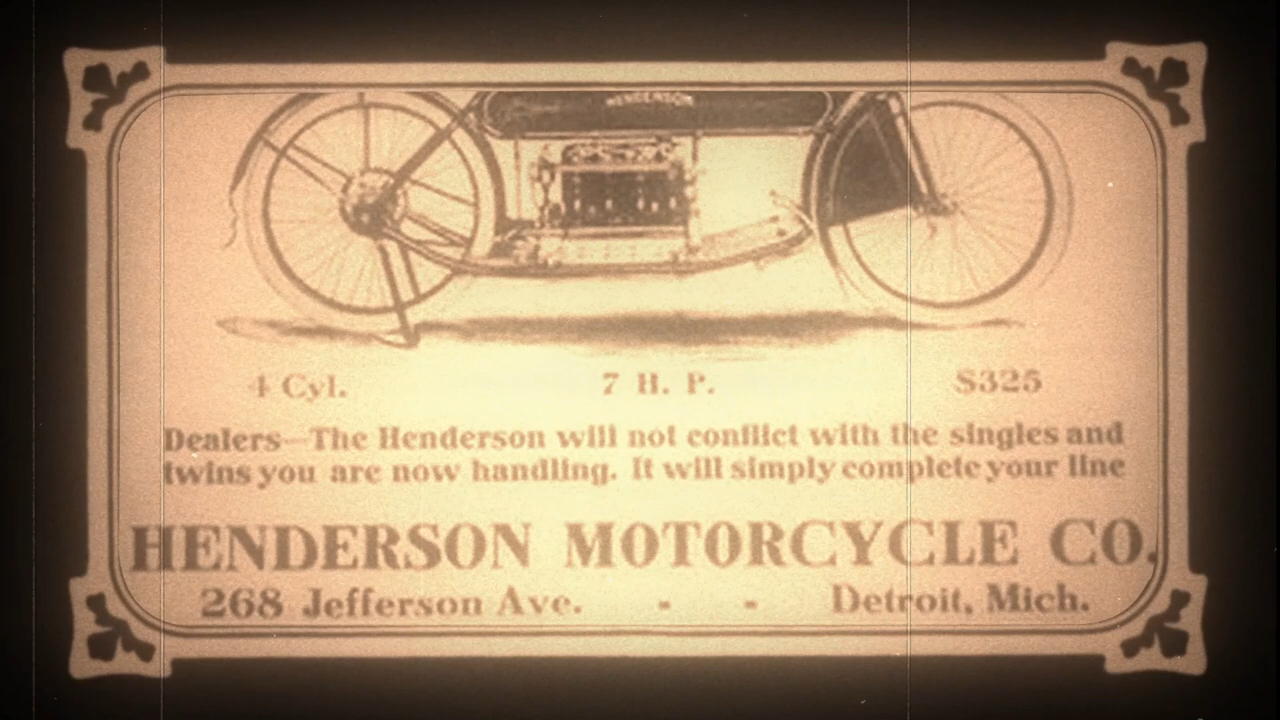 HENDERSON
4 Cyl. 7 H. P. $325
Dealers—The Henderson will not conflict with the singles and
twins you are now handling. It will simply complete your line
HENDERSON MOTORCYCLE CO.
268 Jefferson Ave. - - Detroit, Mich.